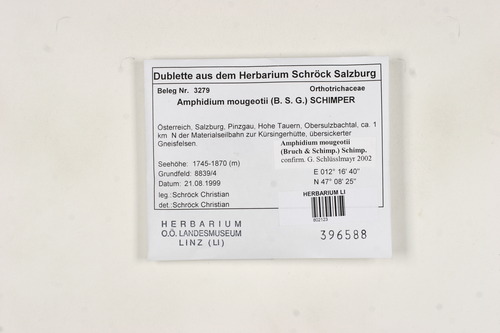 Dublette aus dem Herbarium Schröck Salzburg
Beleg Nr. 3279 Orthotrichaceae
Amphidium mougeotii (B. S. G.) SCHIMPER
Österreich, Salzburg, Pinzgau, Hohe Tauern, Obersulzbachtal, ca. 1
km N der Materialseilbahn zur Kürsingerhütte, übersickerter
Gneisfelsen.
Amphidium mougeotii
(Bruch & Schimp.) Schimp.
confirm. G. Schlüsslmayr 2002
Seehöhe: 1745-1870 (m)
Grundfeld: 8839/4
Datum: 21.08.1999
leg. Schröck Christian
det. Schröck Christian
E 012° 16' 40"
N 47° 08' 25"
HERBARIUM LI
802123
HERBARIUM
O.Ö. LANDESMUSEUM
LINZ (LI)
396588